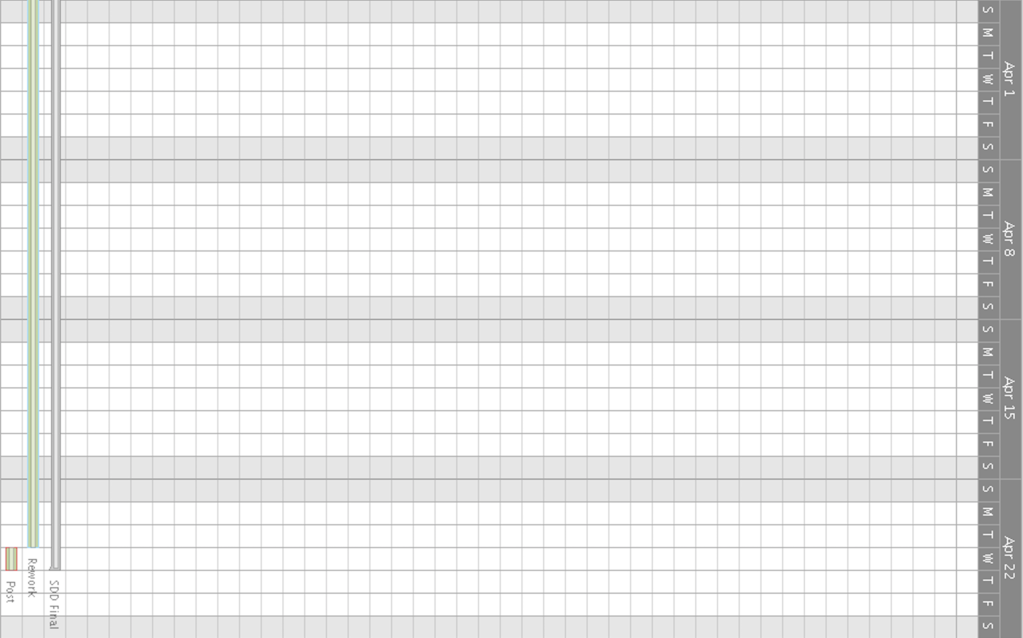 Apr 1
Apr 8
Apr 15
Apr 22
S M T W T F S S M T W T F S S M T W T F S S M T W T F S
SDD Final
Rework
Post